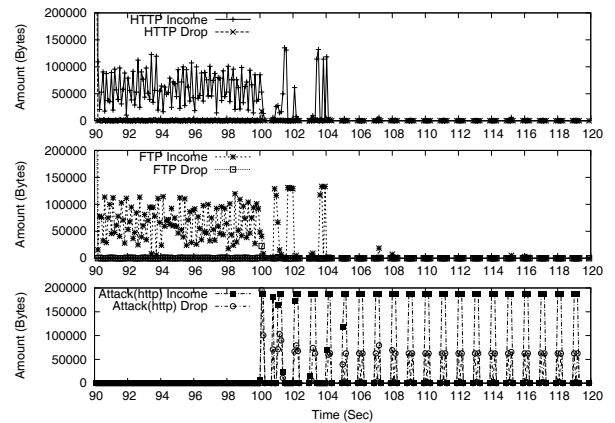 200000
150000
100000
50000
0
Amount (Bytes)
HTTP Income
HTTP Drop
90 92 94 96 98 100 102 104 106 108 110 112 114 116 118 120
200000
150000
100000
50000
0
Amount (Bytes)
FTP Income
FTP Drop
90 92 94 96 98 100 102 104 106 108 110 112 114 116 118 120
200000
150000
100000
50000
0
Amount (Bytes)
Attack(http) Income
Attack(http) Drop
90 92 94 96 98 100 102 104 106 108 110 112 114 116 118 120
Time (Sec)